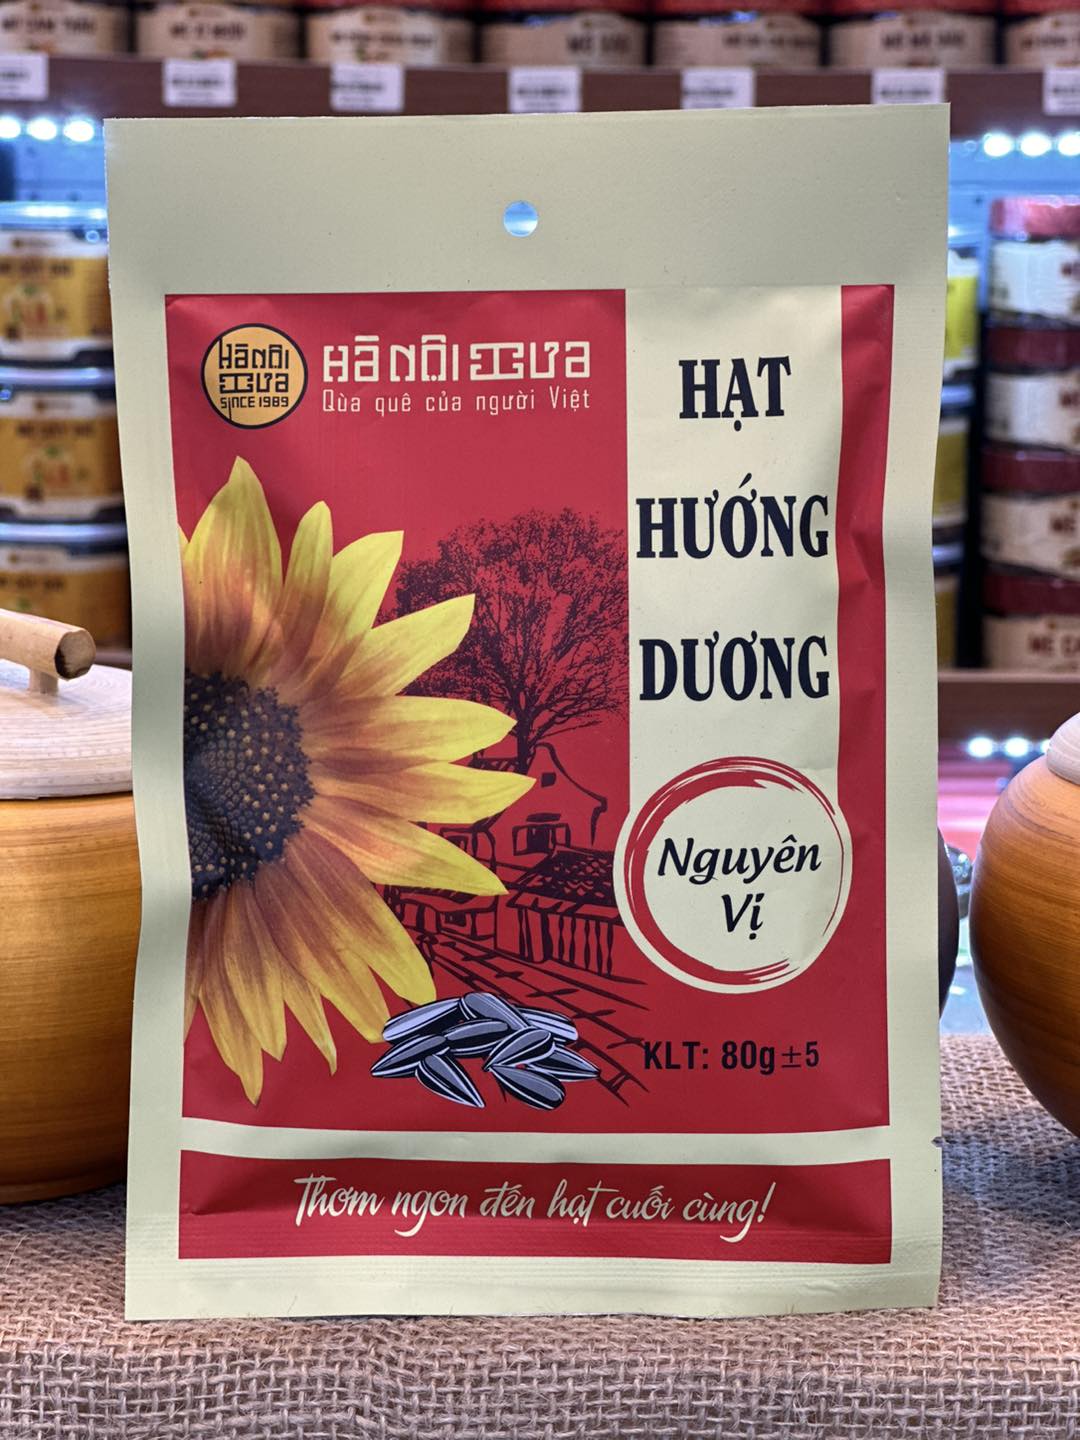 Hà Nội Xưa
SINCE 1989
Hà Nội Xưa
Qùa quê của người Việt
HẠT
HƯỚNG
DƯƠNG
Nguyên
Vị
KLT: 80g±5
Thơm ngon đến hạt cuối cùng!